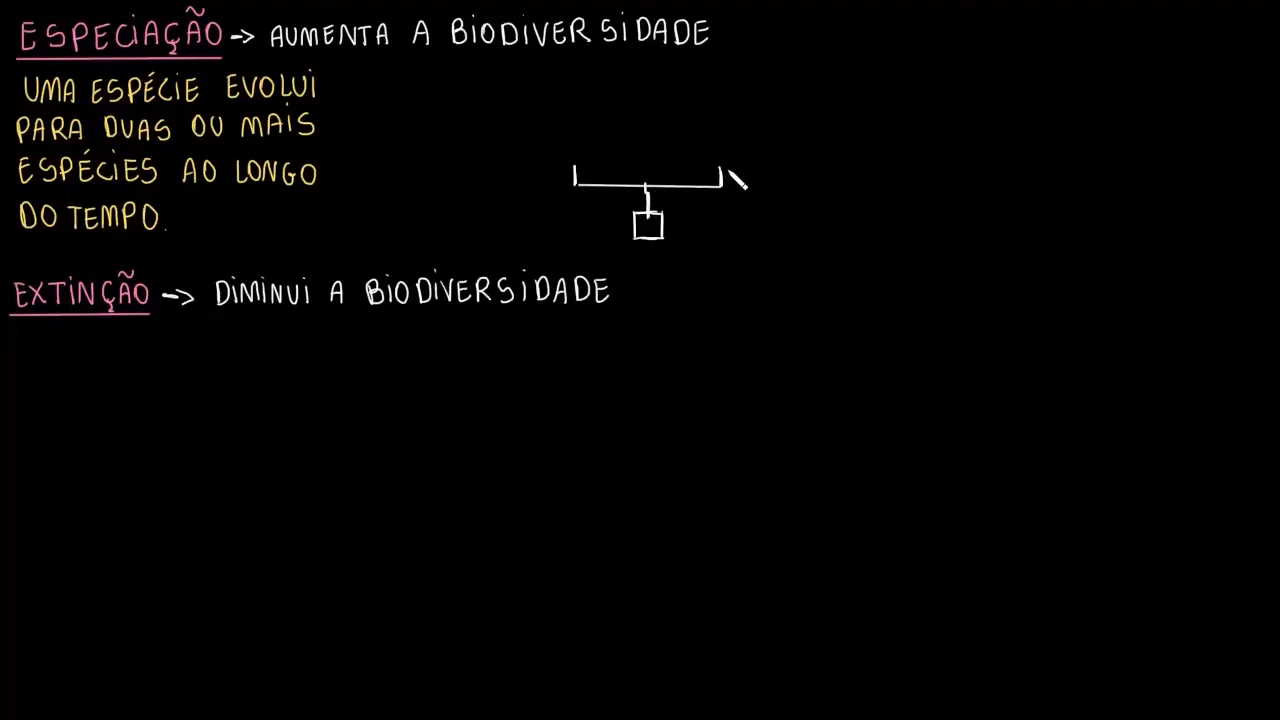 ESPECIAÇÃO -> AUMENTA A BIODIVERSIDADE
UMA ESPÉCIE EVOLUI
PARA DUAS OU MAIS
ESPÉCIES AO LONGO
DO TEMPO.
EXTINÇÃO -> DIMINUI A BIODIVERSIDADE